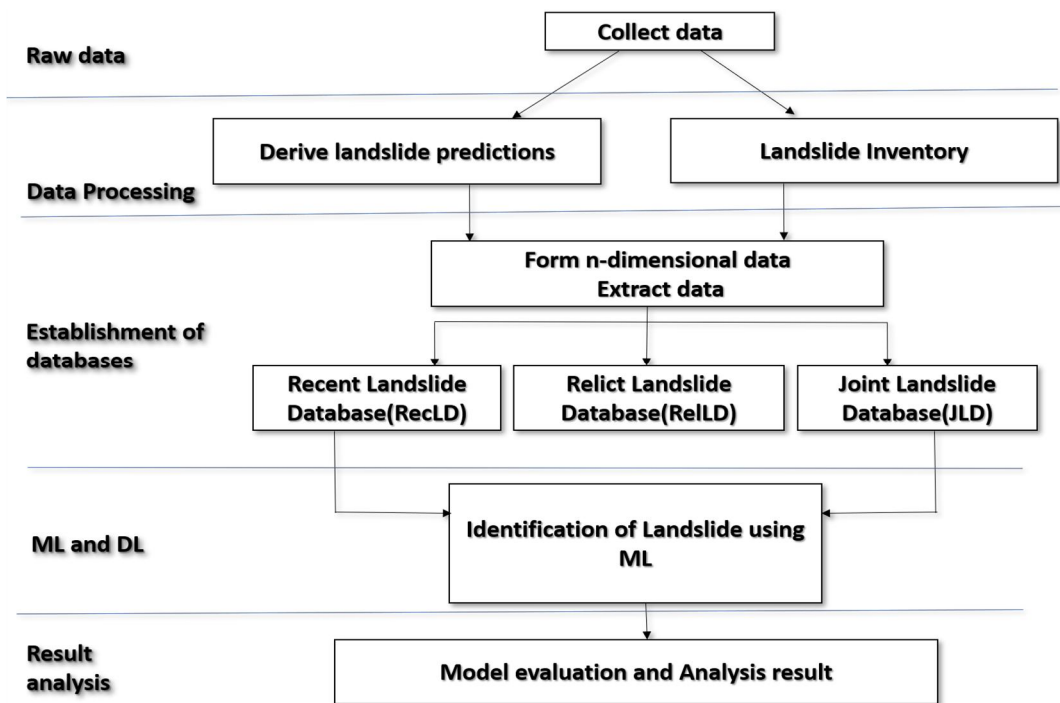 Raw data
Collect data
Derive landslide predictions
Landslide Inventory
Data Processing
Form n-dimensional data
Extract data
Establishment of
databases
Recent Landslide
Database(RecLD)
Relict Landslide
Database(RelLD)
Joint Landslide
Database(JLD)
ML and DL
Identification of Landslide using
ML
Result
analysis
Model evaluation and Analysis result